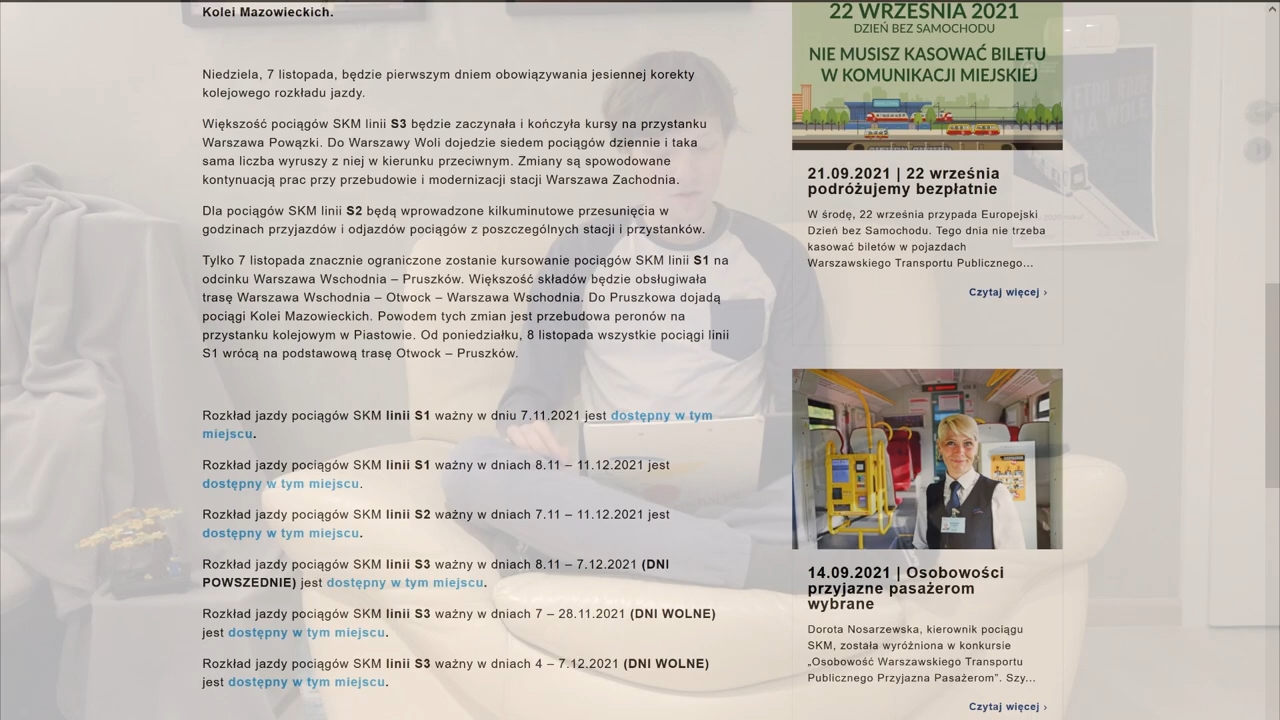 Kolei Mazowieckich.
Niedziela, 7 listopada, będzie pierwszym dniem obowiązywania jesiennej korekty
kolejowego rozkładu jazdy.
Większość pociągów SKM linii S3 będzie zaczynała i kończyła kursy na przystanku
Warszawa Powązki. Do Warszawy Woli dojedzie siedem pociągów dziennie i taka
sama liczba wyruszy z niej w kierunku przeciwnym. Zmiany są spowodowane
kontynuacją prac przy przebudowie i modernizacji stacji Warszawa Zachodnia.
Dla pociągów SKM linii S2 będą wprowadzone kilkuminutowe przesunięcia w
godzinach przyjazdów i odjazdów pociągów z poszczególnych stacji i przystanków.
Tylko 7 listopada znacznie ograniczone zostanie kursowanie pociągów SKM linii S1 na
odcinku Warszawa Wschodnia – Pruszków. Większość składów będzie obsługiwała
trasę Warszawa Wschodnia – Otwock – Warszawa Wschodnia. Do Pruszkowa dojadą
pociągi Kolei Mazowieckich. Powodem tych zmian jest przebudowa peronów na
przystanku kolejowym w Piastowie. Od poniedziałku, 8 listopada wszystkie pociągi linii
S1 wrócą na podstawową trasę Otwock – Pruszków.
Rozkład jazdy pociągów SKM linii S1 ważny w dniu 7.11.2021 jest dostępny w tym
miejscu.
Rozkład jazdy pociągów SKM linii S1 ważny w dniach 8.11 – 11.12.2021 jest
dostępny w tym miejscu.
Rozkład jazdy pociągów SKM linii S2 ważny w dniach 7.11 – 11.12.2021 jest
dostępny w tym miejscu.
Rozkład jazdy pociągów SKM linii S3 ważny w dniach 8.11 – 7.12.2021 (DNI
POWSZEDNIE) jest dostępny w tym miejscu.
Rozkład jazdy pociągów SKM linii S3 ważny w dniach 7 – 28.11.2021 (DNI WOLNE)
jest dostępny w tym miejscu.
Rozkład jazdy pociągów SKM linii S3 ważny w dniach 4 – 7.12.2021 (DNI WOLNE)
jest dostępny w tym miejscu.
22 WRZEŚNIA 2021
DZIEŃ BEZ SAMOCHODU
NIE MUSISZ KASOWAĆ BILETU
W KOMUNIKACJI MIEJSKIEJ
21.09.2021 | 22 września
podróżujemy bezpłatnie
W środę, 22 września przypada Europejski
Dzień bez Samochodu. Tego dnia nie trzeba
kasować biletów w pojazdach
Warszawskiego Transportu Publicznego...
Czytaj więcej ›
14.09.2021 | Osobowości
przyjazne pasażerom
wybrane
Dorota Nosarzewska, kierownik pociągu
SKM, została wyróżniona w konkursie
„Osobowość Warszawskiego Transportu
Publicznego Przyjazna Pasażerom”. Szy...
Czytaj więcej ›